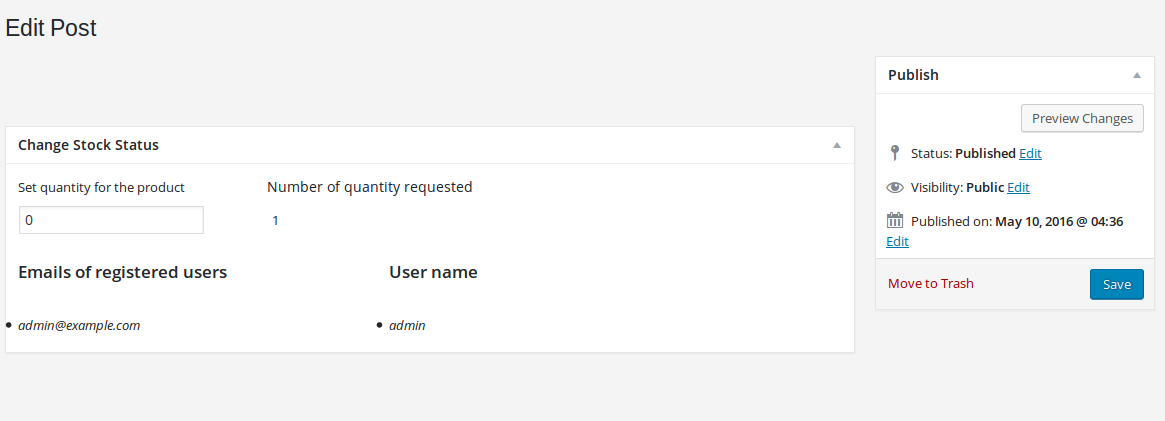 Edit Post
Change Stock Status
Set quantity for the product
Number of quantity requested
0
1
Emails of registered users
User name
admin@example.com
admin
Publish
Preview Changes
Status: Published Edit
Visibility: Public Edit
Published on: May 10, 2016 @ 04:36
Edit
Move to Trash
Save